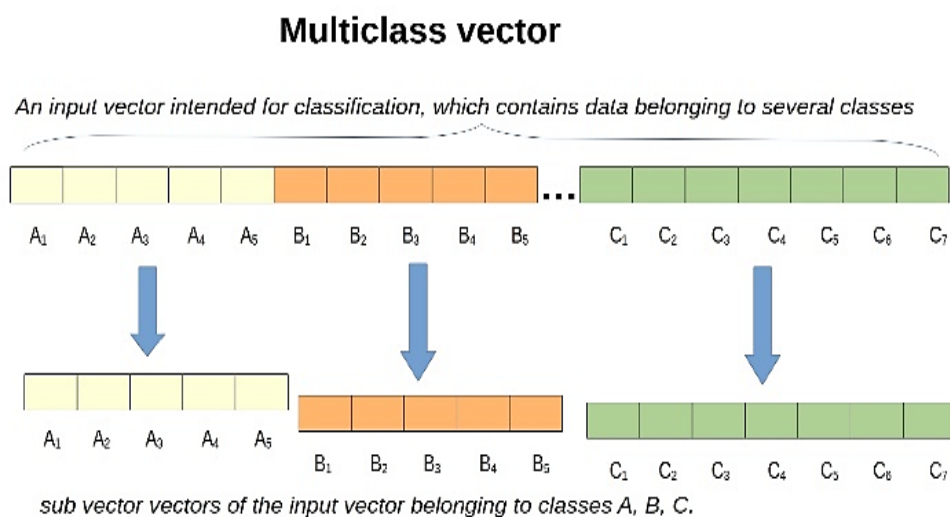 Multiclass vector
An input vector intended for classification, which contains data belonging to several classes
...
A₁ A₂ A₃ A₄ A₅ B₁ B₂ B₃ B₄ B₅ C₁ C₂ C₃ C₄ C₅ C₆ C₇
A₁ A₂ A₃ A₄ A₅
B₁ B₂ B₃ B₄ B₅
C₁ C₂ C₃ C₄ C₅ C₆ C₇
sub vector vectors of the input vector belonging to classes A, B, C.